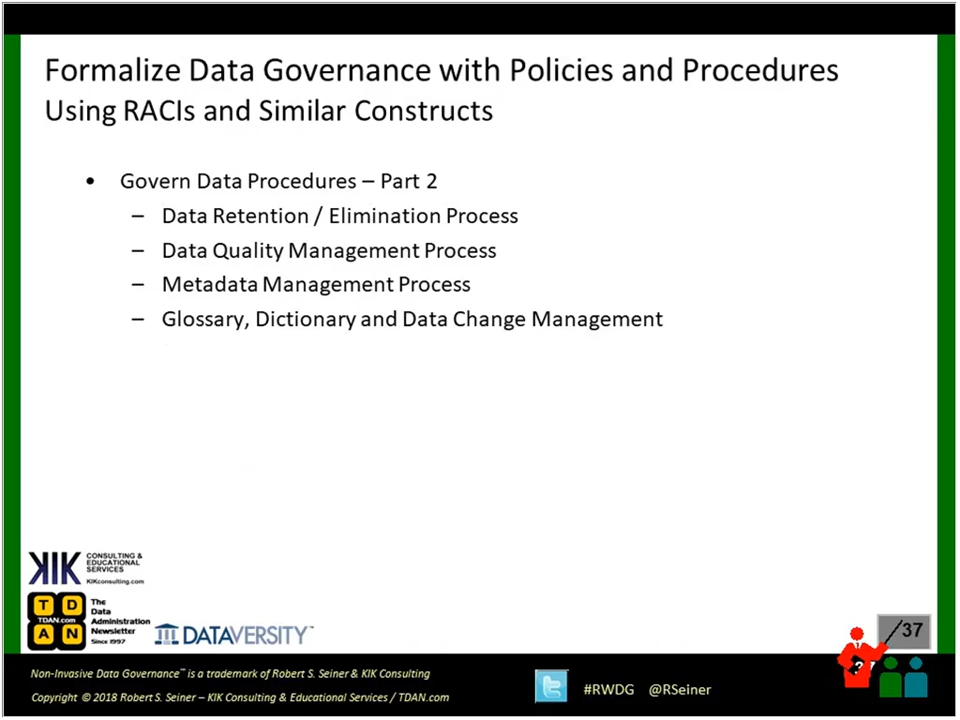 Formalize Data Governance with Policies and Procedures
Using RACIs and Similar Constructs
• Govern Data Procedures – Part 2
– Data Retention / Elimination Process
– Data Quality Management Process
– Metadata Management Process
– Glossary, Dictionary and Data Change Management
KIK CONSULTING & EDUCATIONAL SERVICES
KIKconsulting.com
T D
TDAN.com
A N
The Data Administration Newsletter
Since 1997
DATAVERSITY™
/37
Non-Invasive Data Governance™ is a trademark of Robert S. Seiner & KIK Consulting
Copyright © 2018 Robert S. Seiner – KIK Consulting & Educational Services / TDAN.com
#RWDG @RSeiner